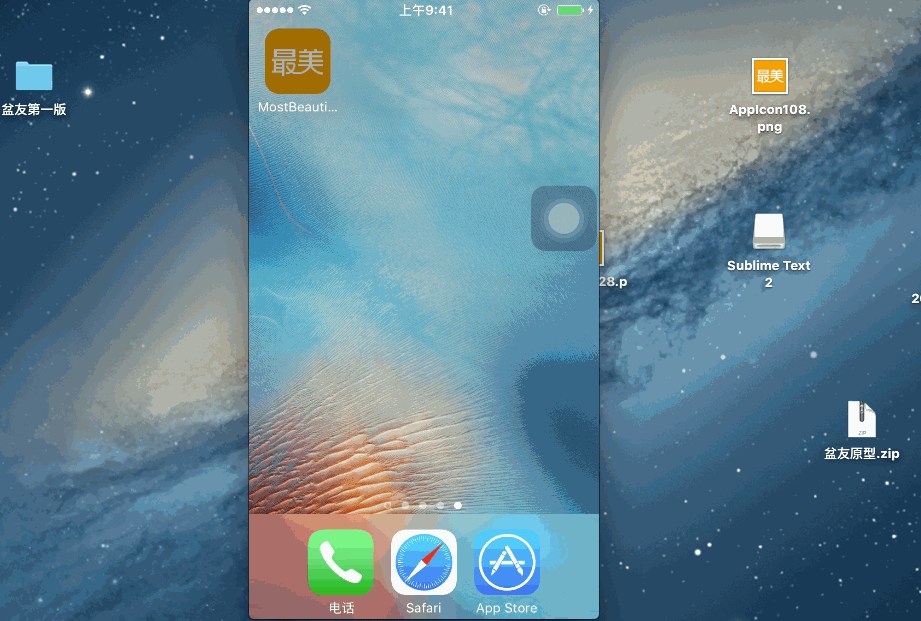 上午9:41
最美
MostBeauti...
盆友第一版
最美
AppIcon108.
png
Sublime Text
2
28.p
2
盆友原型.zip
ZIP
电话
Safari
App Store